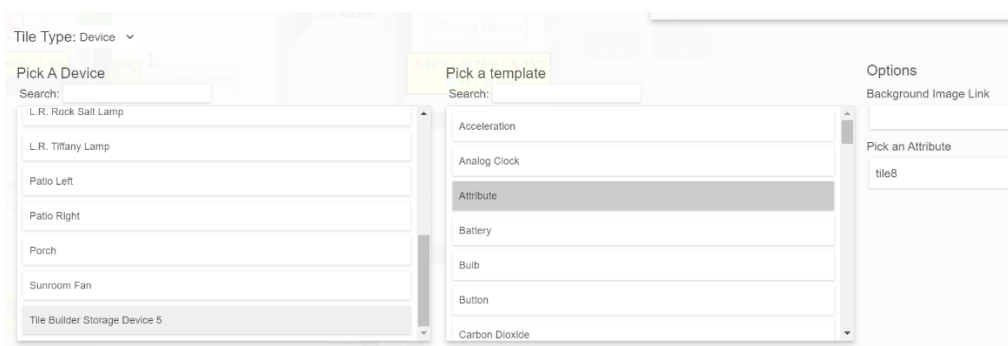 Tile Type: Device
Pick A Device
Search:
L.R. Rock Salt Lamp
L.R. Tiffany Lamp
Patio Left
Patio Right
Porch
Sunroom Fan
Tile Builder Storage Device 5
Pick a template
Search:
Acceleration
Analog Clock
Attribute
Battery
Bulb
Button
Carbon Dioxide
Options
Background Image Link
Pick an Attribute
tile8
Dining Room